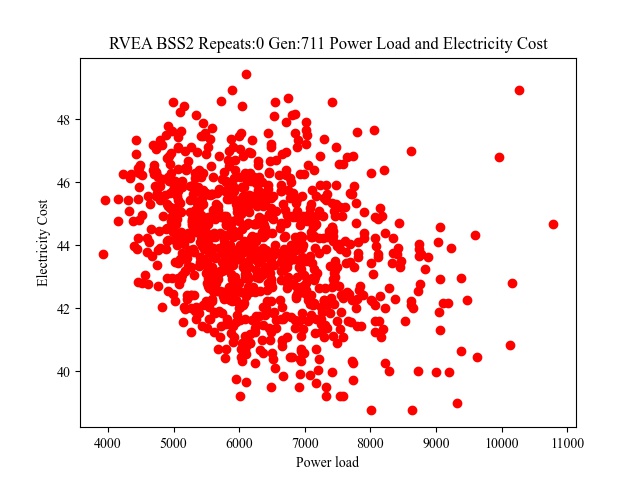 RVEA BSS2 Repeats:0 Gen:711 Power Load and Electricity Cost
Electricity Cost
48
46
44
42
40
4000 5000 6000 7000 8000 9000 10000 11000
Power load